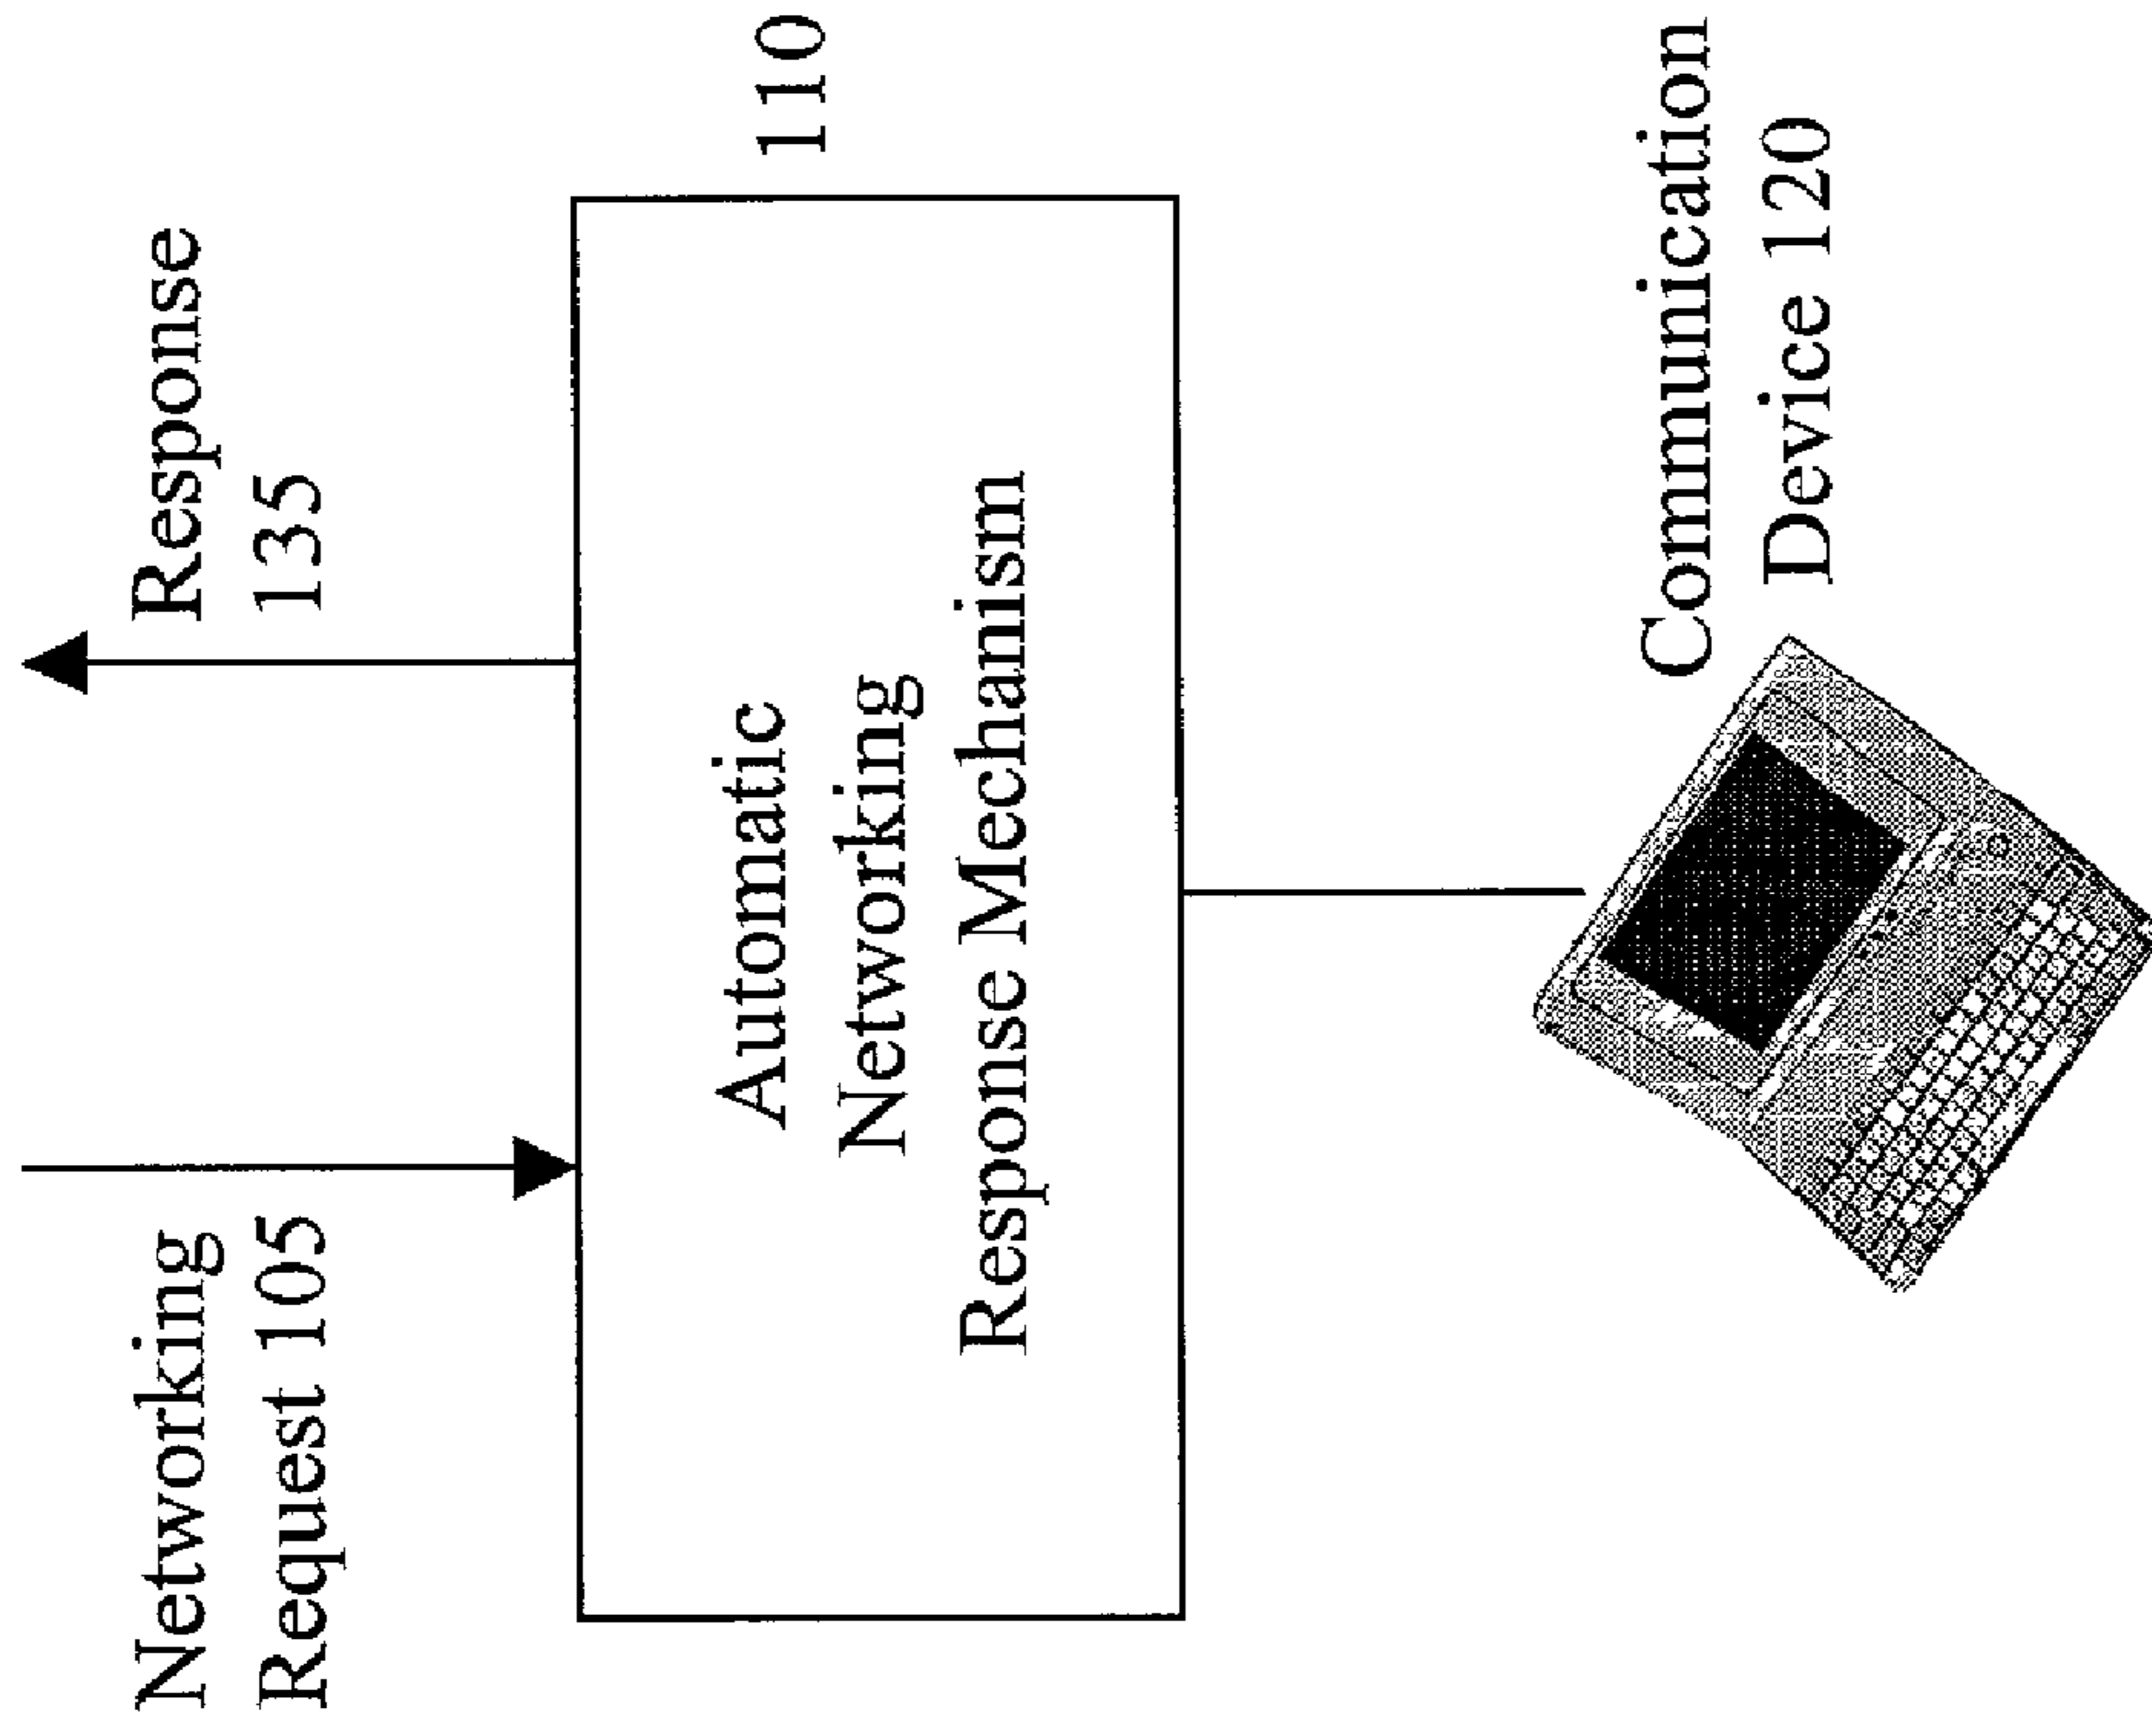 Networking
Request 105
Response
135
Automatic
Networking
Response Mechanism
110
Communication
Device 120